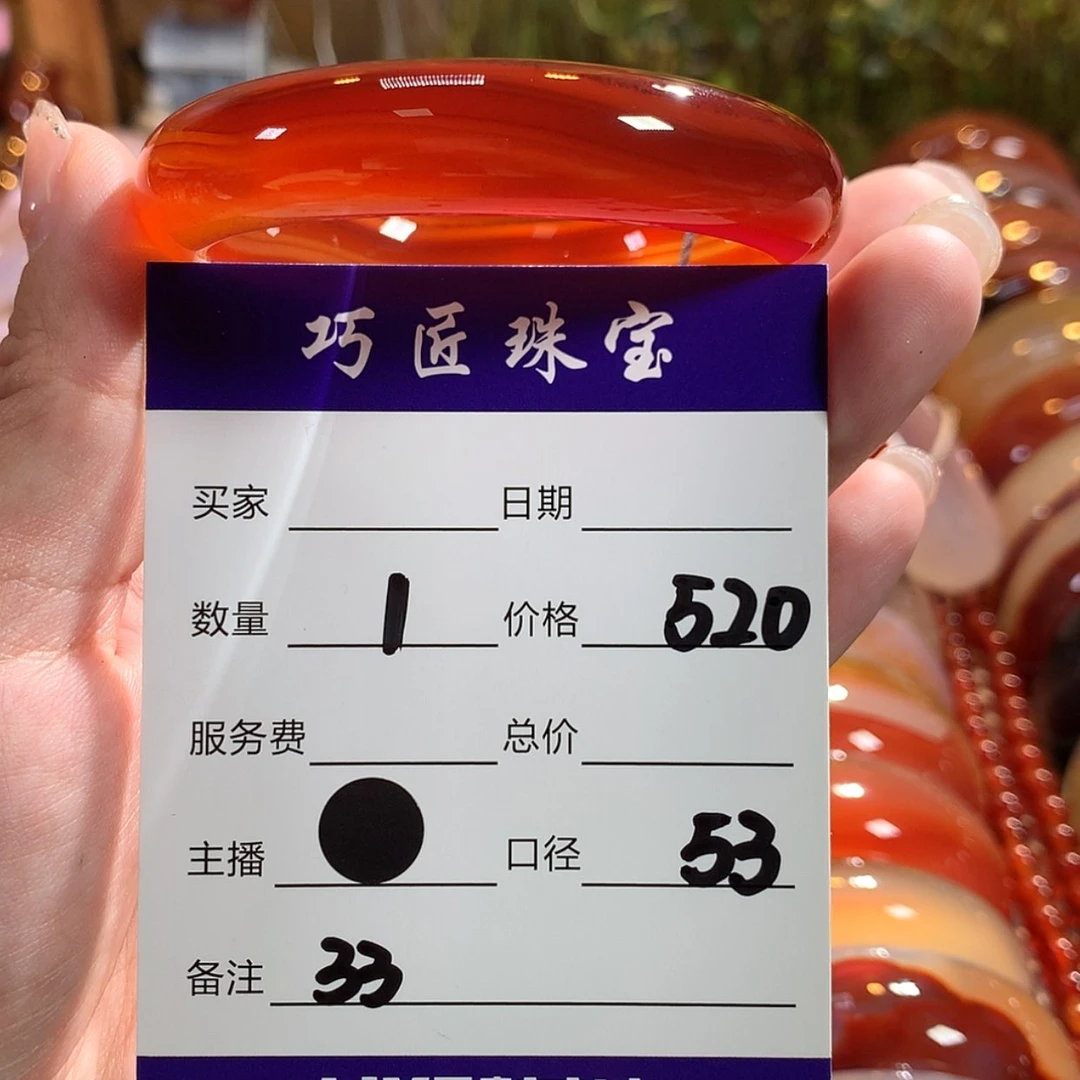 巧匠珠宝
买家 日期
数量 1 价格 520
服务费 总价
主播 口径 53
备注 33